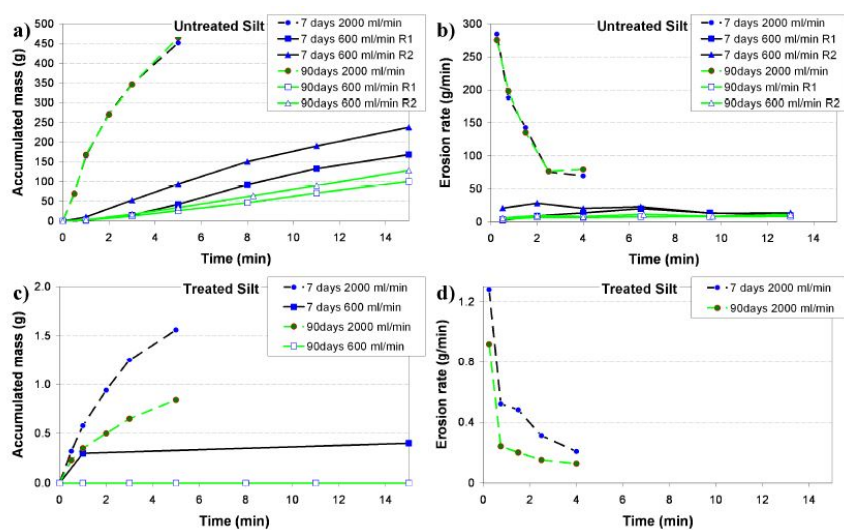 a) Untreated Silt
Accumulated mass (g)
500
450
400
350
300
250
200
150
100
50
0
0 2 4 6 8 10 12 14
Time (min)
7 days 2000 ml/min
7 days 600 ml/min R1
7 days 600 ml/min R2
90days 2000 ml/min
90days 600 ml/min R1
90days 600 ml/min R2
b) Untreated Silt
Erosion rate (g/min)
300
250
200
150
100
50
0
0 2 4 6 8 10 12 14
Time (min)
7 days 2000 ml/min
7 days 600 ml/min R1
7 days 600 ml/min R2
90days 2000 ml/min
90days ml/min R1
90days 600 ml/min R2
c) Treated Silt
Accumulated mass (g)
2.0
1.5
1.0
0.5
0.0
0 2 4 6 8 10 12 14
Time (min)
7 days 2000 ml/min
7 days 600 ml/min
90days 2000 ml/min
90days 600 ml/min
d) Treated Silt
Erosion rate (g/min)
1.2
0.8
0.4
0
0 2 4 6 8 10 12 14
Time (min)
7 days 2000 ml/min
90days 2000 ml/min